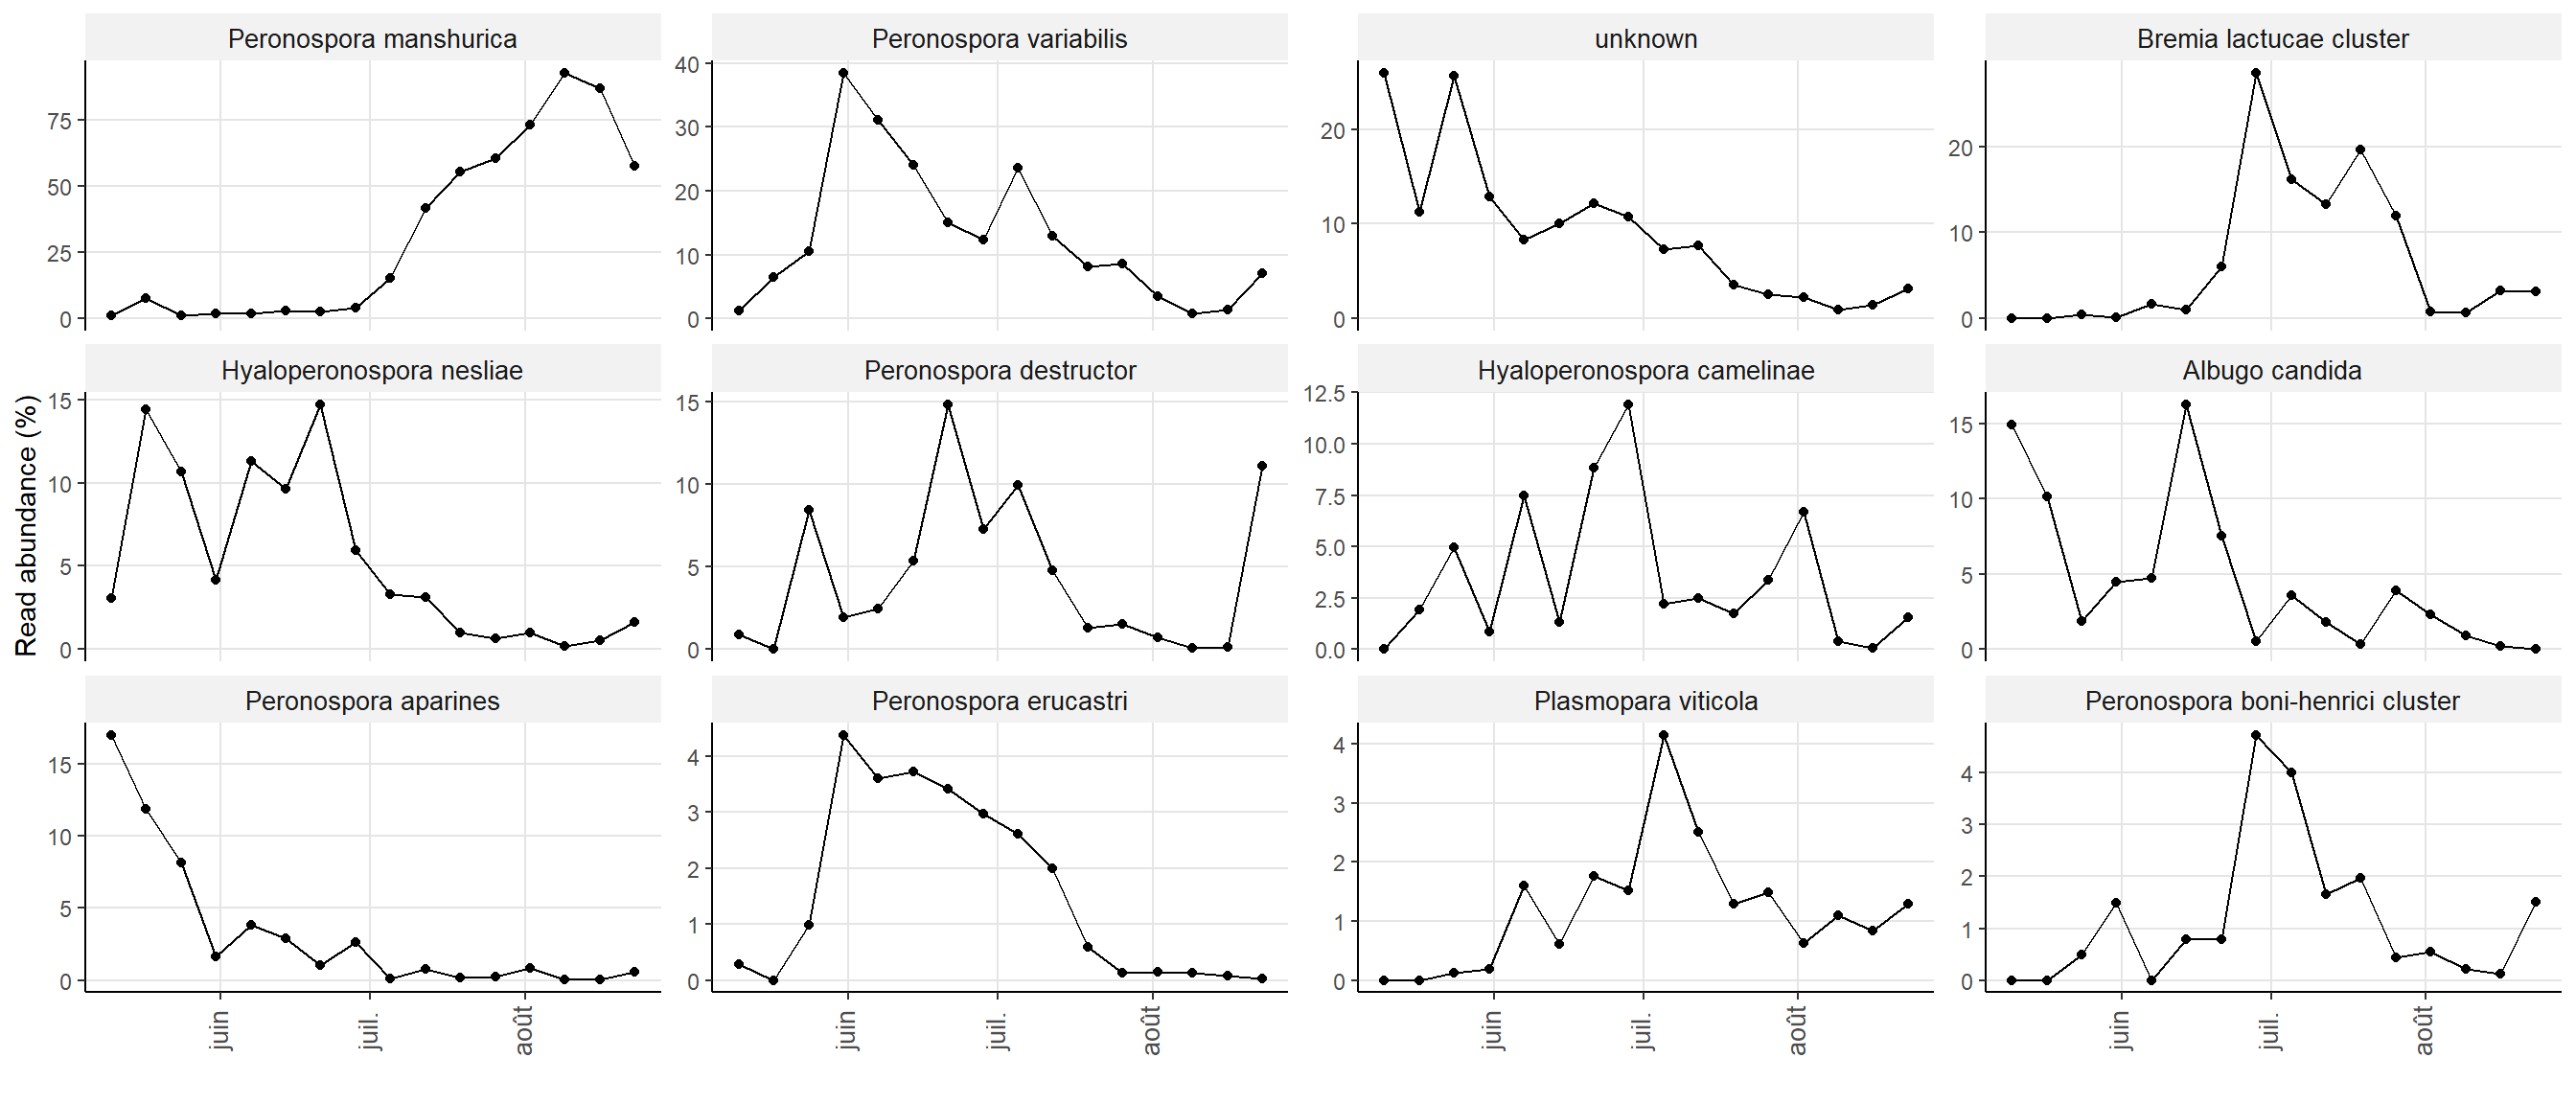 Peronospora manshurica
Peronospora variabilis
unknown
Bremia lactucae cluster
75
50
25
0
40
30
20
10
0
20
10
0
20
10
0
Read abundance (%)
Hyaloperonospora nesliae
Peronospora destructor
Hyaloperonospora camelinae
Albugo candida
15
10
5
0
15
10
5
0
12.5
10.0
7.5
5.0
2.5
0.0
15
10
5
0
Peronospora aparines
Peronospora erucastri
Plasmopara viticola
Peronospora boni-henrici cluster
15
10
5
0
4
3
2
1
0
4
3
2
1
0
4
3
2
1
0
juin
juil.
août
juin
juil.
août
juin
juil.
août
juin
juil.
août